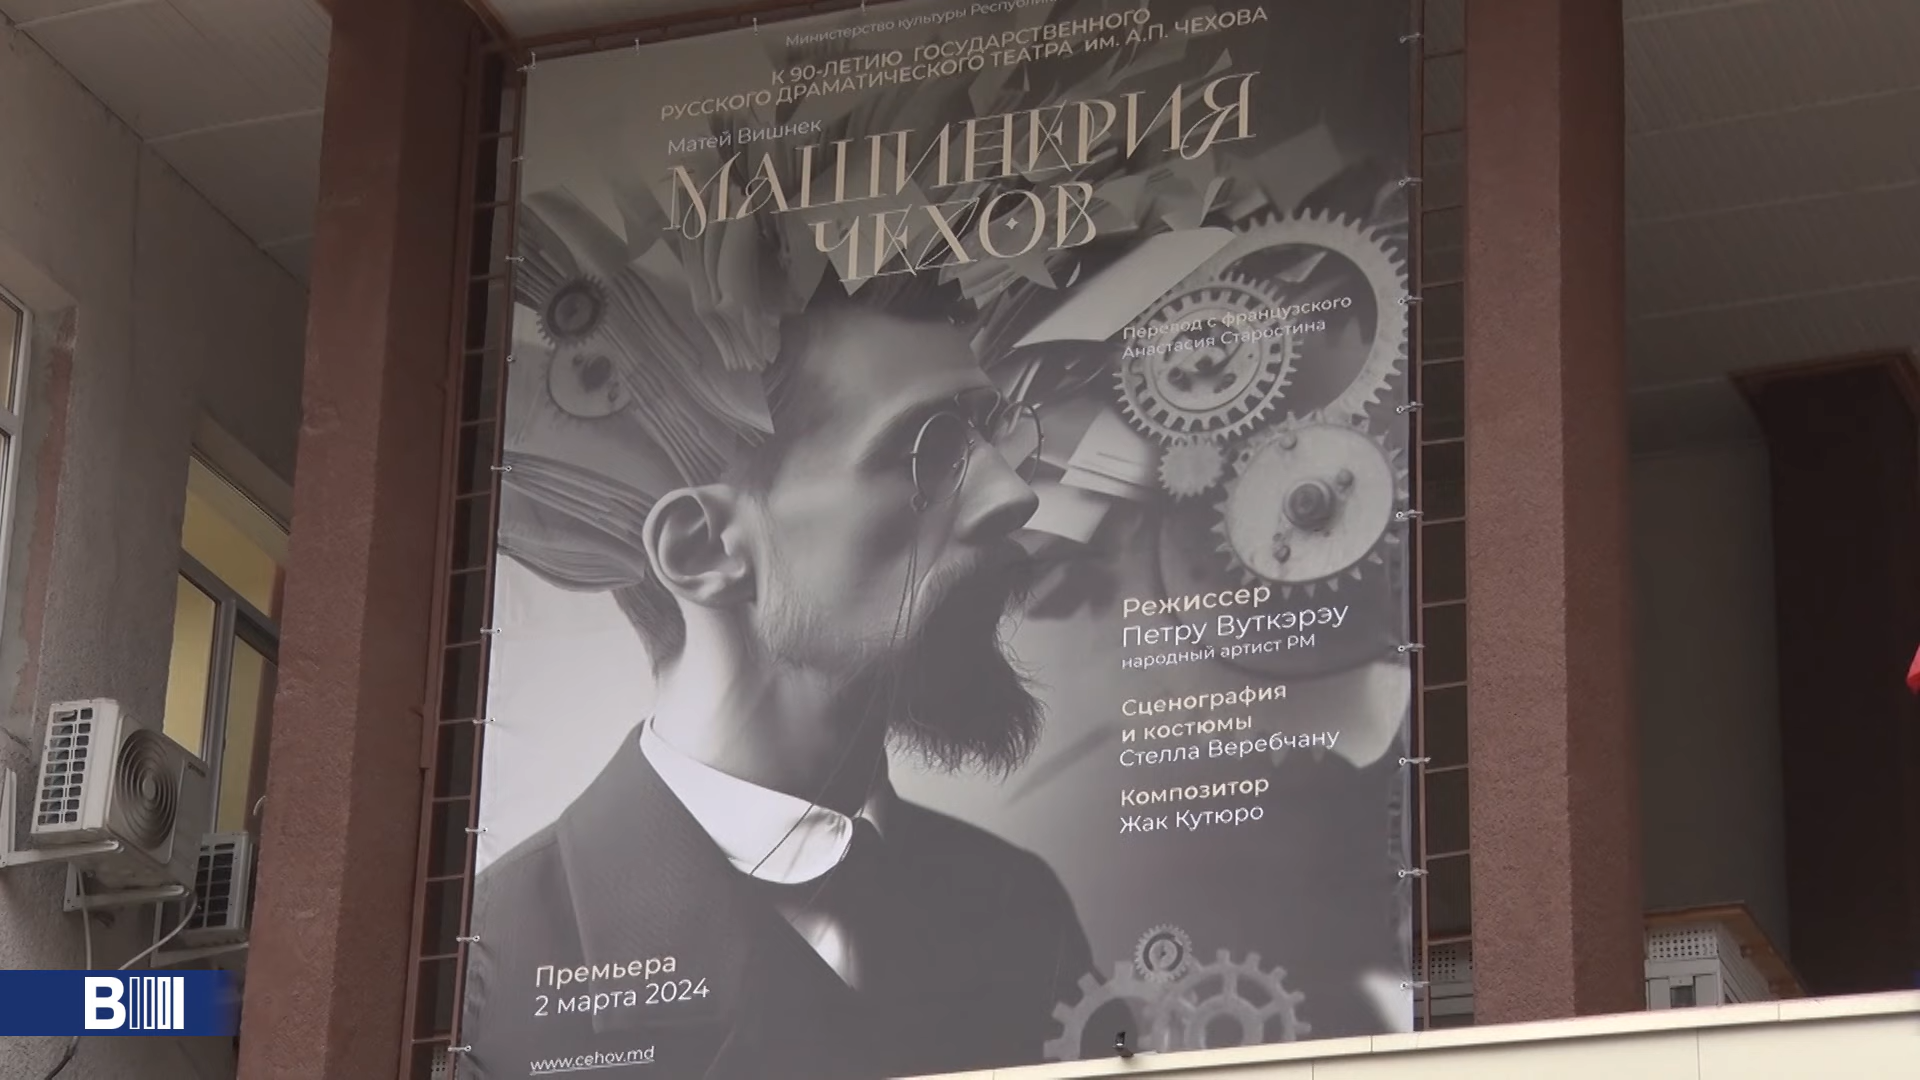 Министерство культуры Республики
К 90-ЛЕТИЮ ГОСУДАРСТВЕННОГО
РУССКОГО ДРАМАТИЧЕСКОГО ТЕАТРА ИМ. А.П. ЧЕХОВА
Матей Вишнек
МАШИНЕРИЯ
ЧЕХОВ
Перевод с французского
Анастасия Старостина
Режиссер
Петру Вуткэрэу
народный артист РМ
Сценография
и костюмы
Стелла Веребчану
Композитор
Жак Кутюро
Премьера
2 марта 2024
www.cehov.md